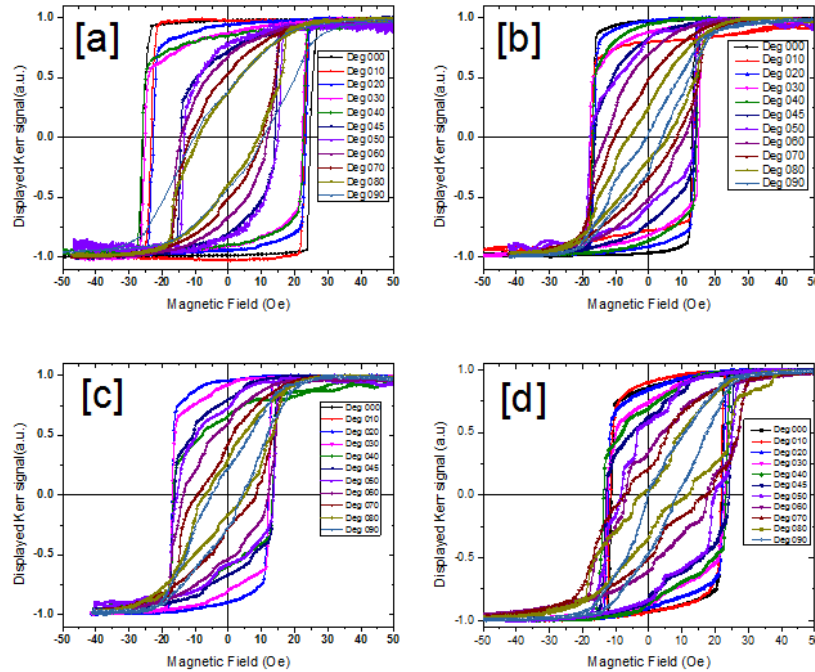 [a]
1.0
0.5
0.0
-0.5
-1.0
Displayed Kerr signal(a.u.)
-50 -40 -30 -20 -10 0 10 20 30 40 50
Magnetic Field (Oe)
Deg 000
Deg 010
Deg 020
Deg 030
Deg 040
Deg 045
Deg 050
Deg 060
Deg 070
Deg 080
Deg 090
[b]
1.0
0.5
0.0
-0.5
-1.0
Displayed Kerr signal(a.u.)
-50 -40 -30 -20 -10 0 10 20 30 40 50
Magnetic Field (Oe)
Deg 000
Deg 010
Deg 020
Deg 030
Deg 040
Deg 045
Deg 050
Deg 060
Deg 070
Deg 080
Deg 090
[c]
1.0
0.5
0.0
-0.5
-1.0
Displayed Kerr signal(a.u.)
-50 -40 -30 -20 -10 0 10 20 30 40 50
Magnetic Field (Oe)
Deg 000
Deg 010
Deg 020
Deg 030
Deg 040
Deg 045
Deg 050
Deg 060
Deg 070
Deg 080
Deg 090
[d]
1.0
0.5
0.0
-0.5
-1.0
Displayed Kerr signal (a.u)
-50 -40 -30 -20 -10 0 10 20 30 40 50
Magnetic Field (Oe)
Deg 000
Deg 010
Deg 020
Deg 030
Deg 040
Deg 045
Deg 050
Deg 060
Deg 070
Deg 080
Deg 090